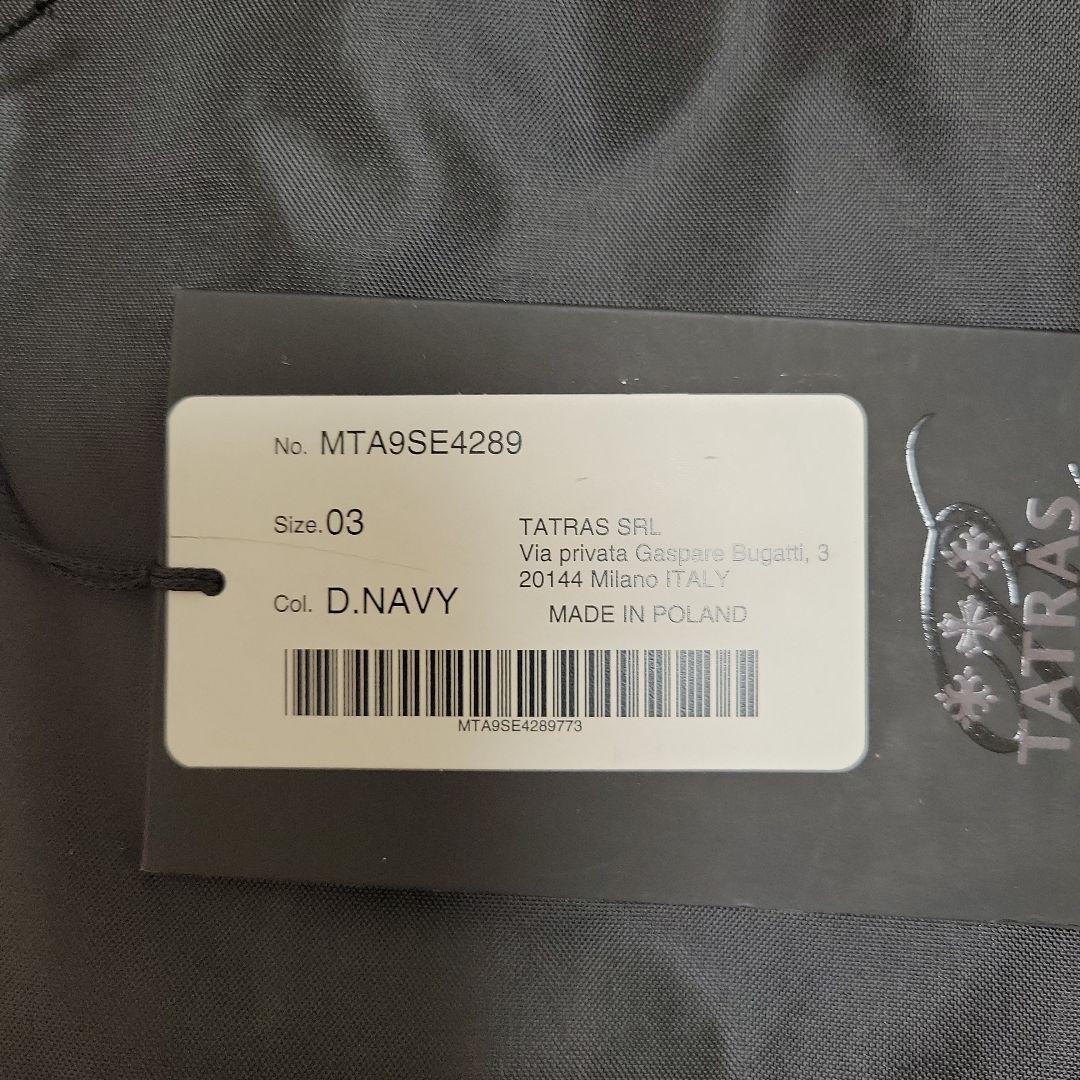 No. MTA9SE4289
Size. 03
Col. D.NAVY
TATRAS SRL
Via privata Gaspare Bugatti, 3
20144 Milano ITALY
MADE IN POLAND
MTA9SE4289773
TATRAS